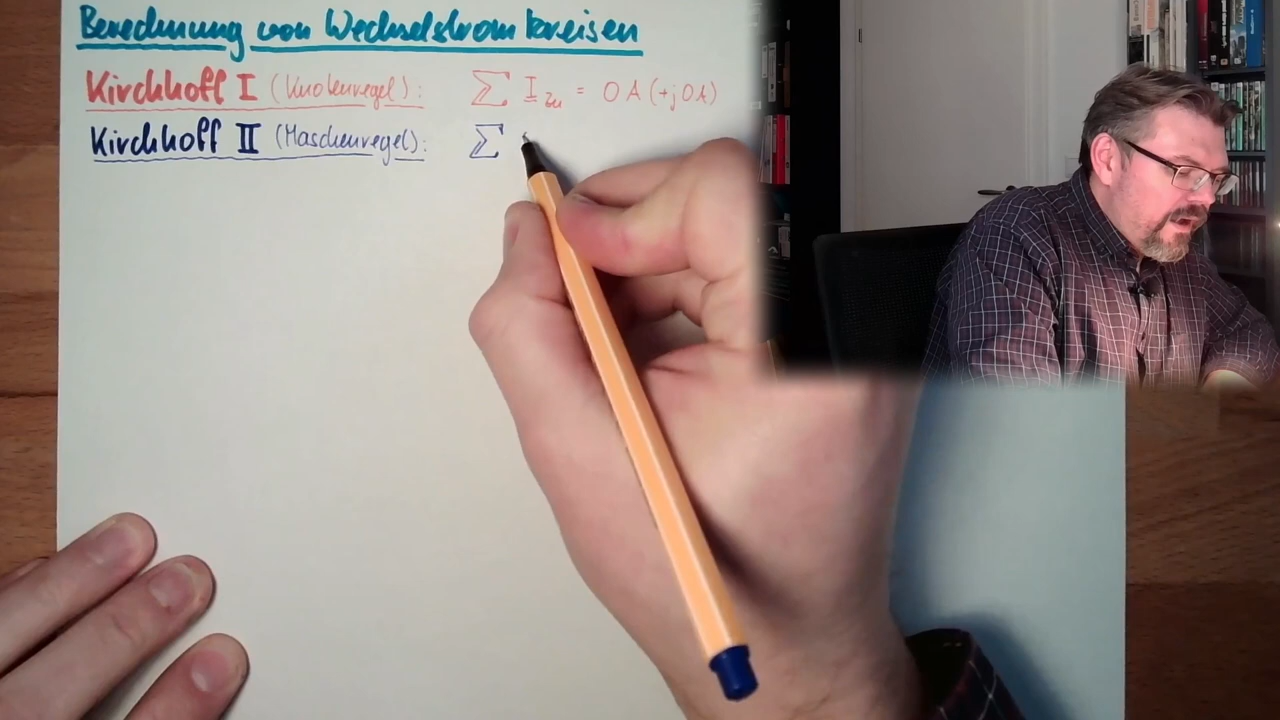 Berechnung von Wechselstromkreisen
Kirchhoff I (Knotenregel): ∑ I zu = 0 A (+j 0 A)
Kirchhoff II (Maschenregel): ∑